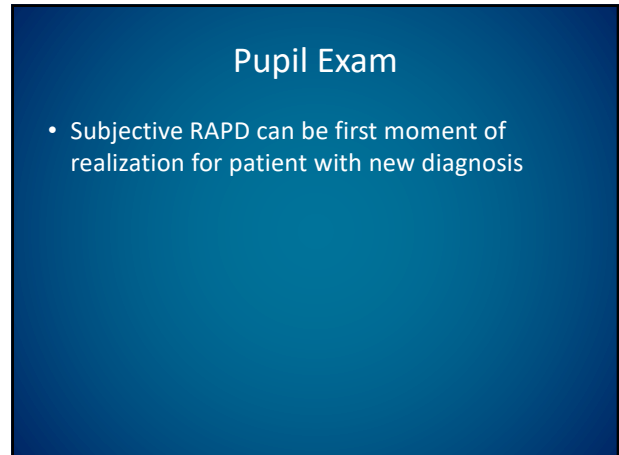 Pupil Exam
• Subjective RAPD can be first moment of
realization for patient with new diagnosis